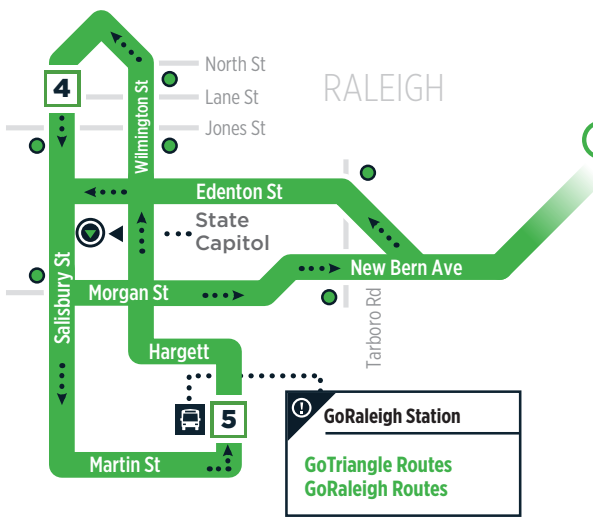 North St
4
Lane St
RALEIGH
Jones St
Wilmington St
Edenton St
State
Capitol
New Bern Ave
Morgan St
Salisbury St
Tarboro Rd
Hargett
5
GoRaleigh Station
GoTriangle Routes
GoRaleigh Routes
Martin St